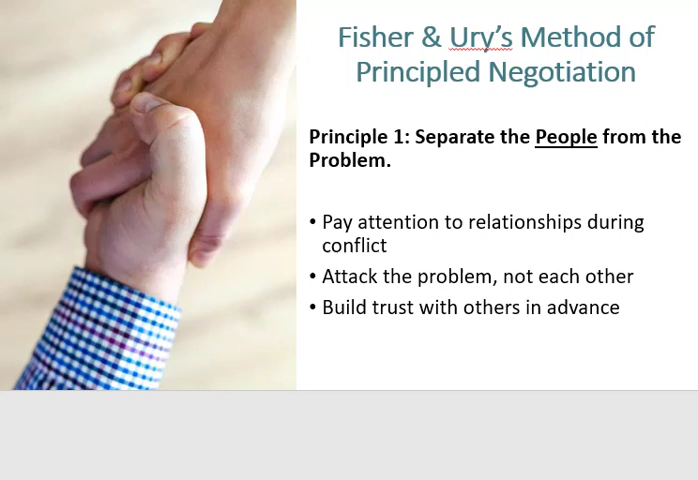 Fisher & Ury's Method of
Principled Negotiation
Principle 1: Separate the People from the
Problem.
• Pay attention to relationships during
conflict
• Attack the problem, not each other
• Build trust with others in advance